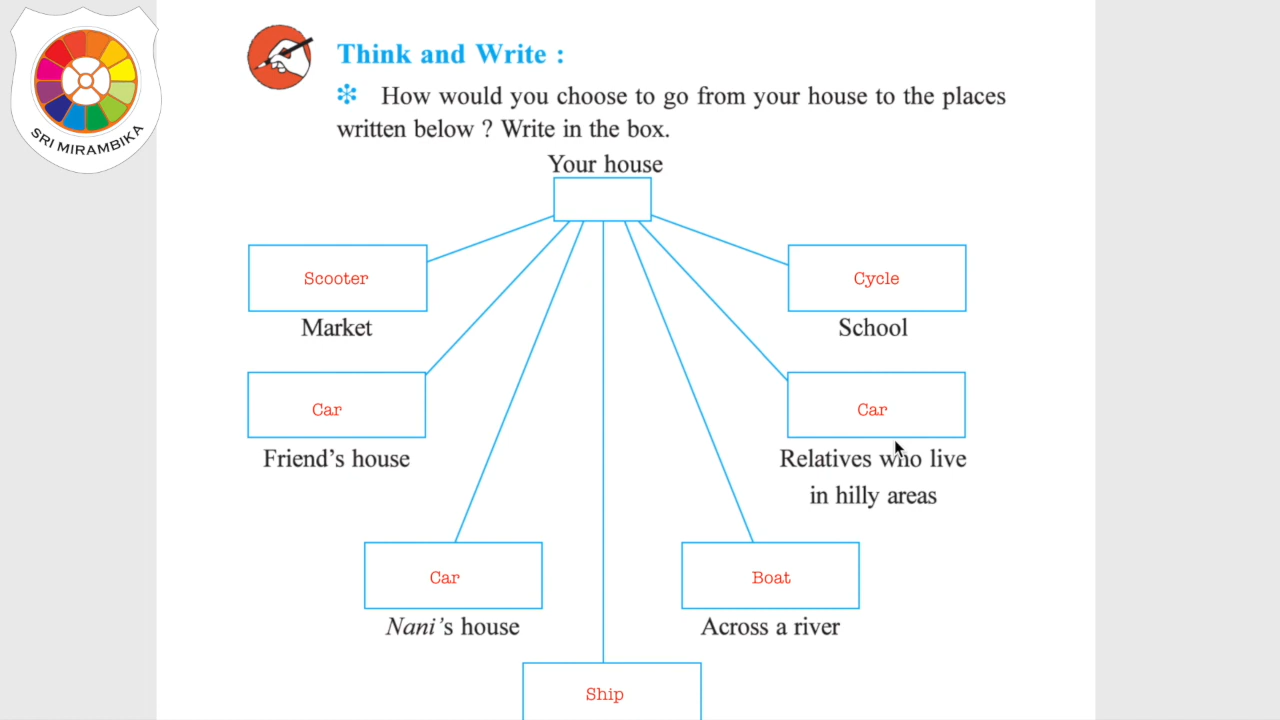 SRI MIRAMBIKA
Think and Write :
❇ How would you choose to go from your house to the places
written below ? Write in the box.
Your house
Scooter
Market
Cycle
School
Car
Friend's house
Car
Relatives who live
in hilly areas
Car
Nani's house
Boat
Across a river
Ship